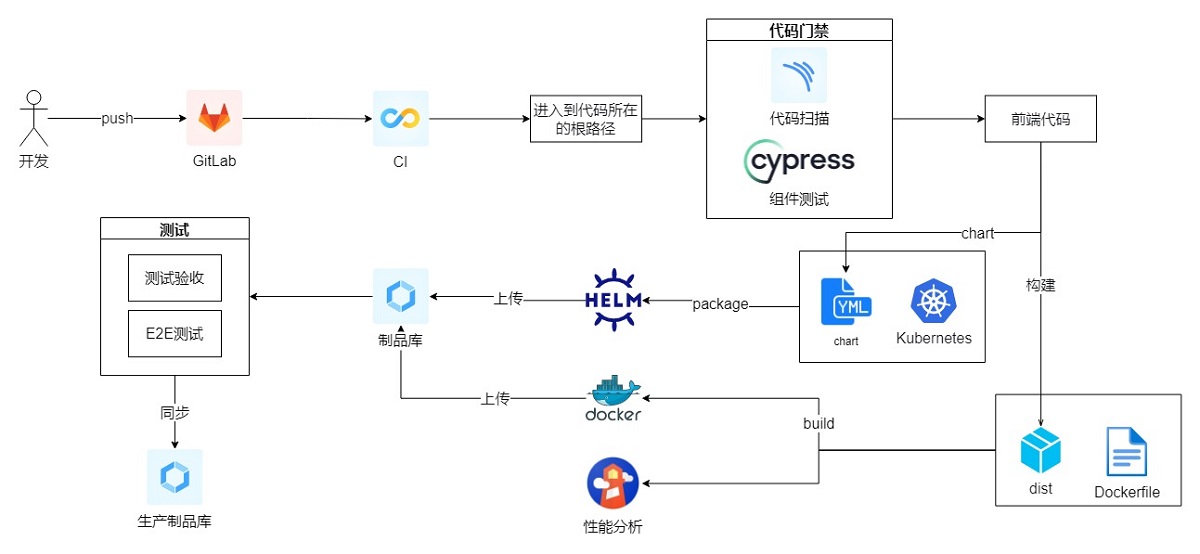 代码门禁
代码扫描
cypress
组件测试
开发
push
GitLab
CI
进入到代码所在
的根路径
前端代码
chart
构建
YML
chart
Kubernetes
package
HELM
上传
制品库
测试
测试验收
E2E测试
同步
生产制品库
docker
上传
build
性能分析
dist
Dockerfile